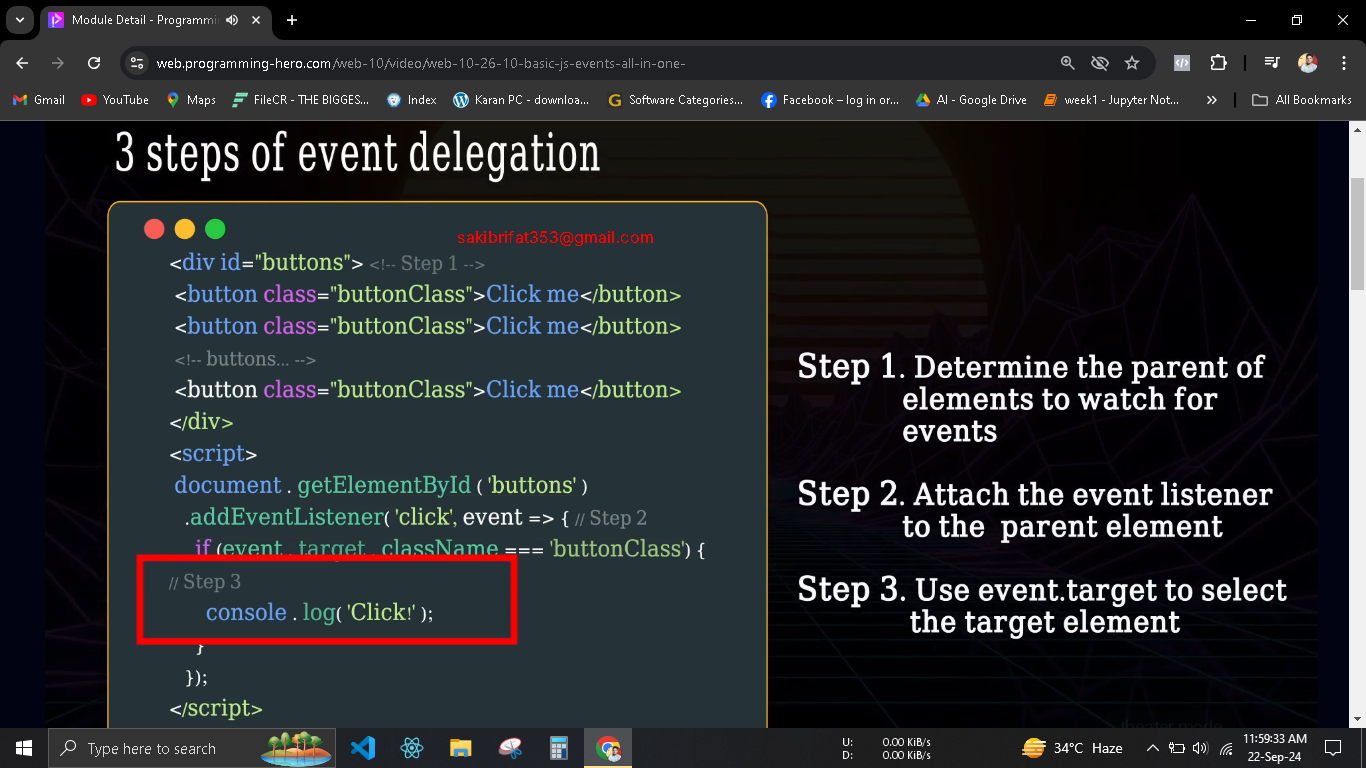 Module Detail - Programmi
web.programming-hero.com/web-10/video/web-10-26-10-basic-js-events-all-in-one-
Gmail YouTube Maps FileCR - THE BIGGES... Index Karan PC - downloa... Software Categories... Facebook – log in or... AI - Google Drive week1 - Jupyter Not... » All Bookmarks
3 steps of event delegation
sakibrifat353@gmail.com
<div id="buttons"> <!-- Step 1 -->
<button class="buttonClass">Click me</button>
<button class="buttonClass">Click me</button>
<!-- buttons... -->
<button class="buttonClass">Click me</button>
</div>
<script>
document . getElementById ( 'buttons' )
.addEventListener( 'click', event => { // Step 2
if (event . target . className === 'buttonClass') {
// Step 3
console . log( 'Click!' );
}
});
</script>
Step 1. Determine the parent of
elements to watch for
events
Step 2. Attach the event listener
to the parent element
Step 3. Use event.target to select
the target element
Type here to search
U: 0.00 KiB/s
D: 0.00 KiB/s
34°C Haze
11:59:33 AM
22-Sep-24